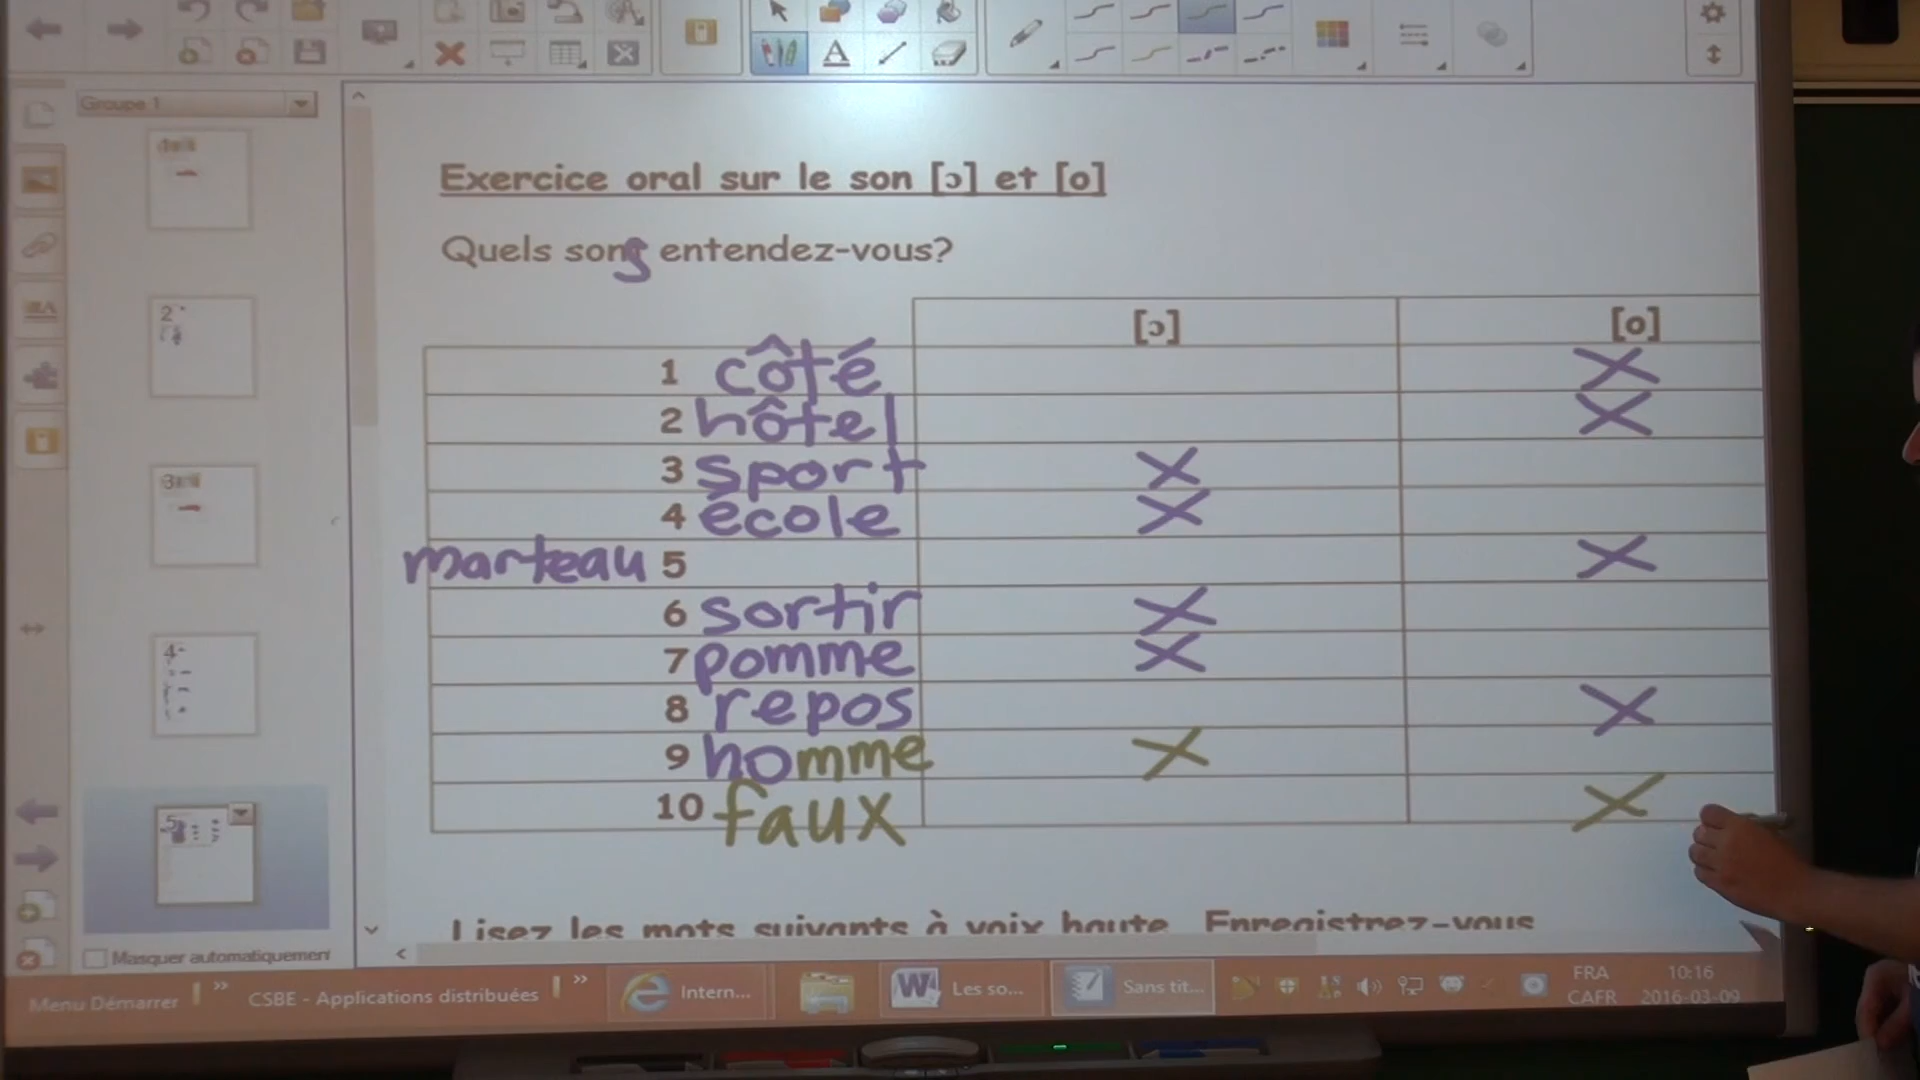 Groupe 1
Exercice oral sur le son [ɔ] et [o]
Quels sons entendez-vous?
[ɔ] [o]
1 côté X
2 hôtel X
3 sport X
4 école X
marteau 5 X
6 sortir X
7 pomme X
8 repos X
9 homme X
10 faux X
Lisez les mots suivants à voix haute. Enregistrez-vous
Masquer automatiquement
Menu Démarrer » CSBE - Applications distribuées » Intern... Les so... Sans tit... FRA 10:16
CAFR 2016-03-09